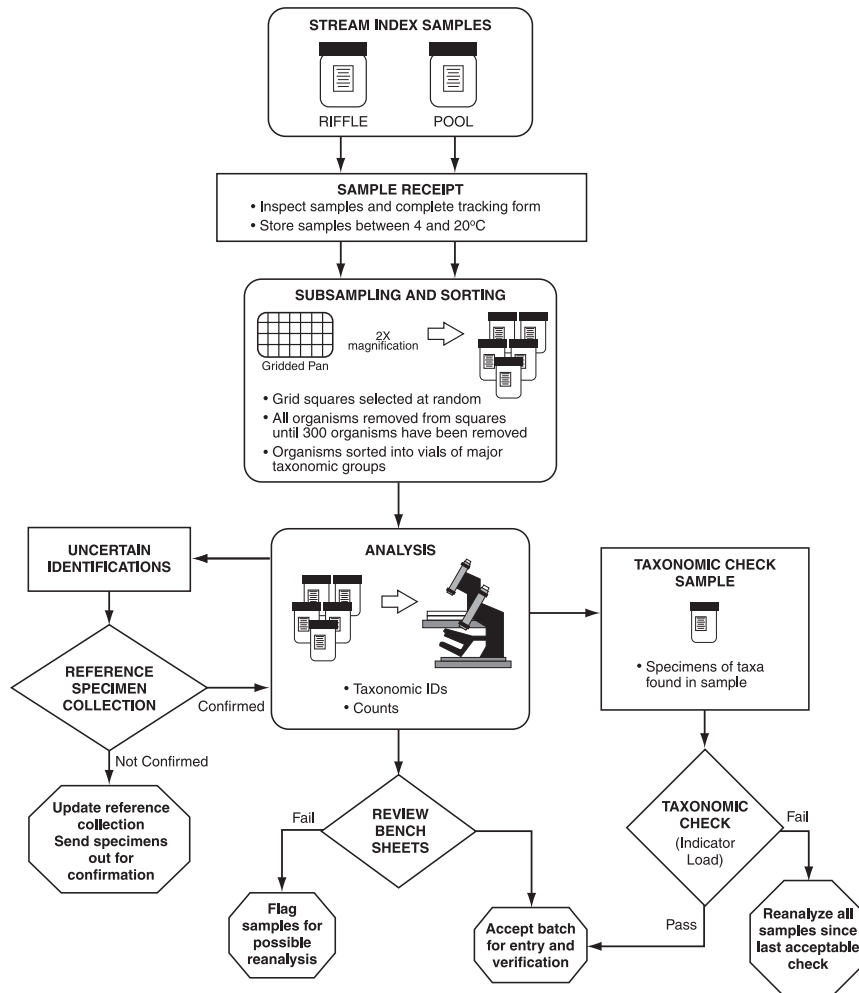 STREAM INDEX SAMPLES
RIFFLE
POOL
SAMPLE RECEIPT
• Inspect samples and complete tracking form
• Store samples between 4 and 20ºC
SUBSAMPLING AND SORTING
2X
magnification
Gridded Pan
• Grid squares selected at random
• All organisms removed from squares
until 300 organisms have been removed
• Organisms sorted into vials of major
taxonomic groups
UNCERTAIN
IDENTIFICATIONS
ANALYSIS
• Taxonomic IDs
• Counts
TAXONOMIC CHECK
SAMPLE
• Specimens of taxa
found in sample
REFERENCE
SPECIMEN
COLLECTION
Confirmed
Not Confirmed
Update reference
collection
Send specimens
out for
confirmation
Fail
REVIEW
BENCH
SHEETS
TAXONOMIC
CHECK
(Indicator
Load)
Fail
Pass
Flag
samples for
possible
reanalysis
Accept batch
for entry and
verification
Reanalyze all
samples since
last acceptable
check